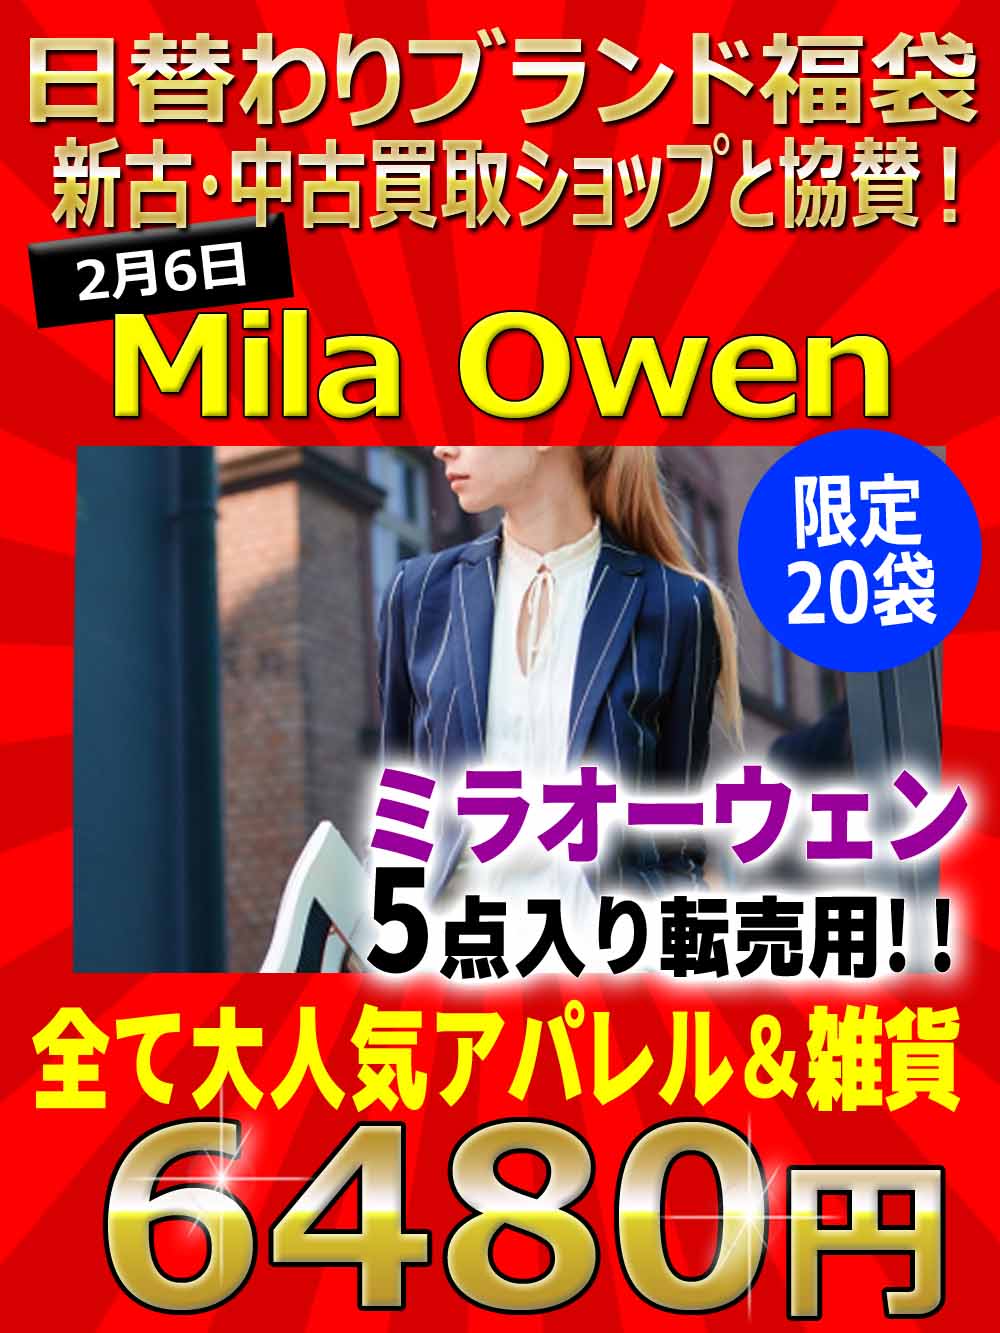 日替わりブランド福袋
新古・中古買取ショップと協賛！
2月6日
Mila Owen
限定
20袋
ミラオーウェン
5点入り転売用!!
全て大人気アパレル＆雑貨
6480円